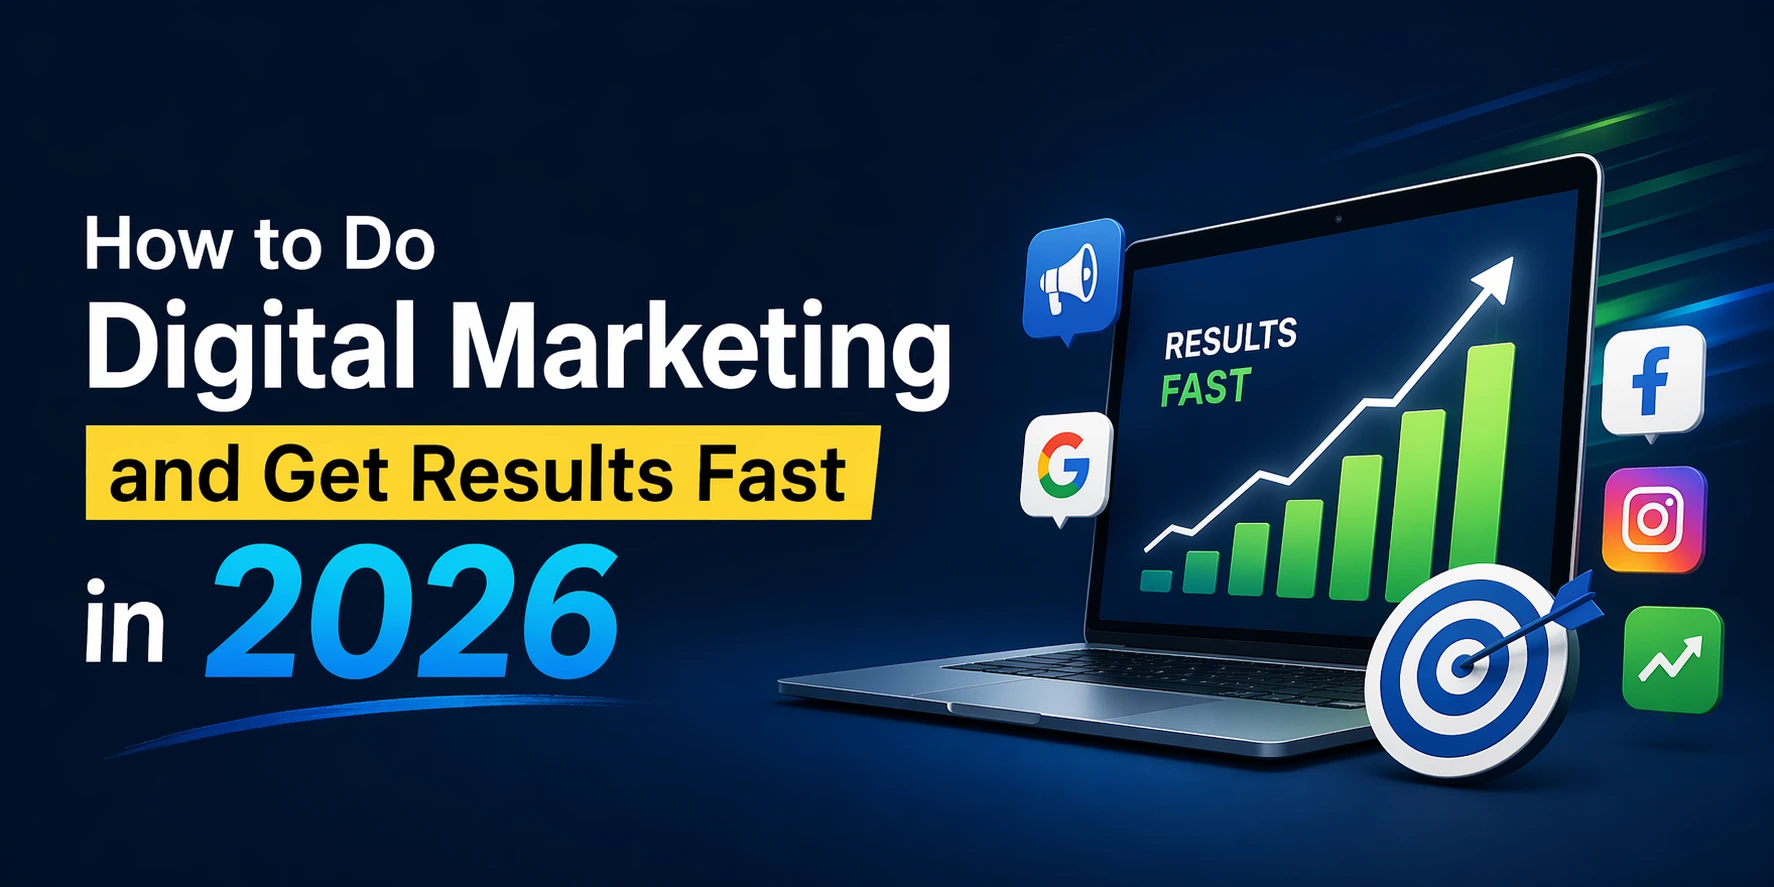 How to Do
Digital Marketing
and Get Results Fast
in 2026
RESULTS
FAST